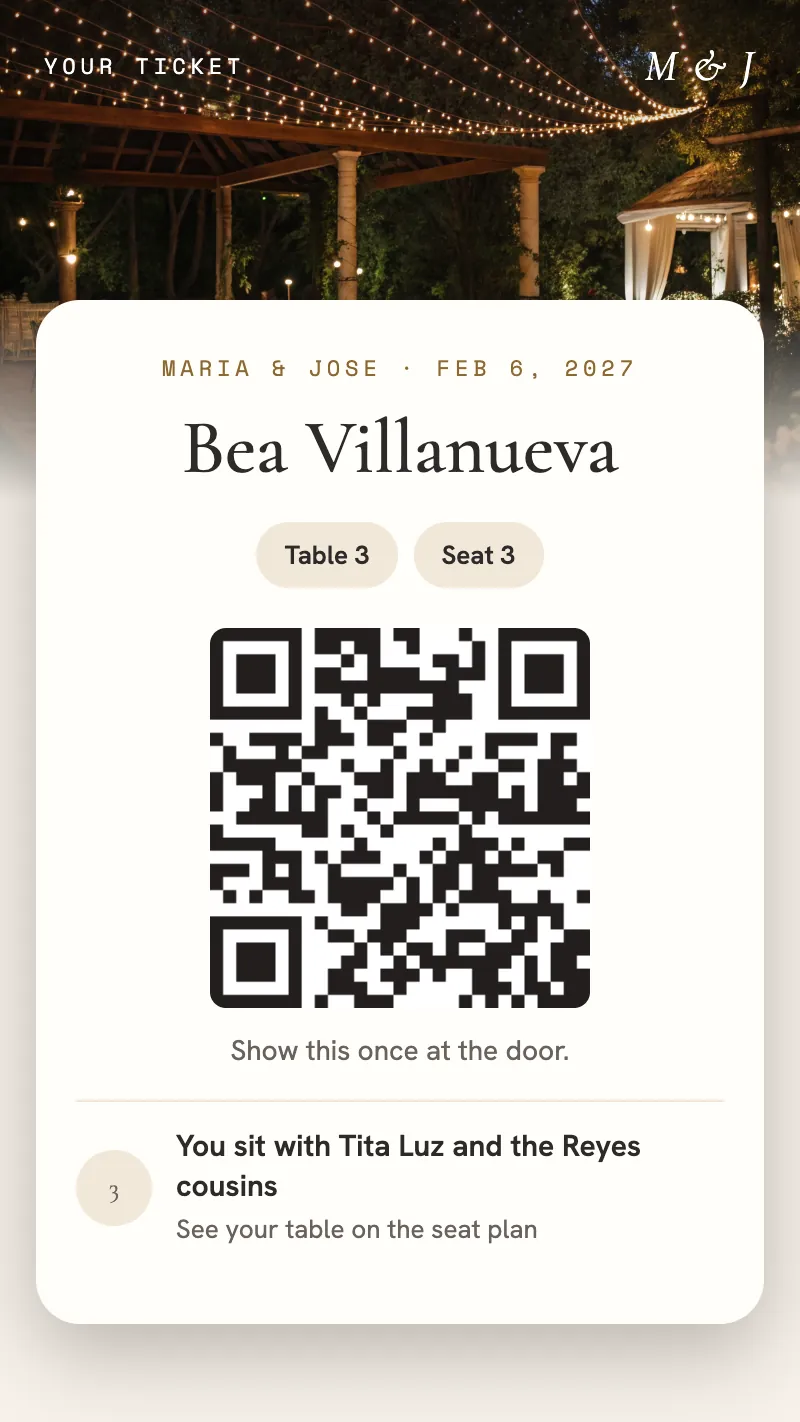 YOUR TICKET
M & J
MARIA & JOSE · FEB 6, 2027
Bea Villanueva
Table 3
Seat 3
Show this once at the door.
You sit with Tita Luz and the Reyes
cousins
3
See your table on the seat plan